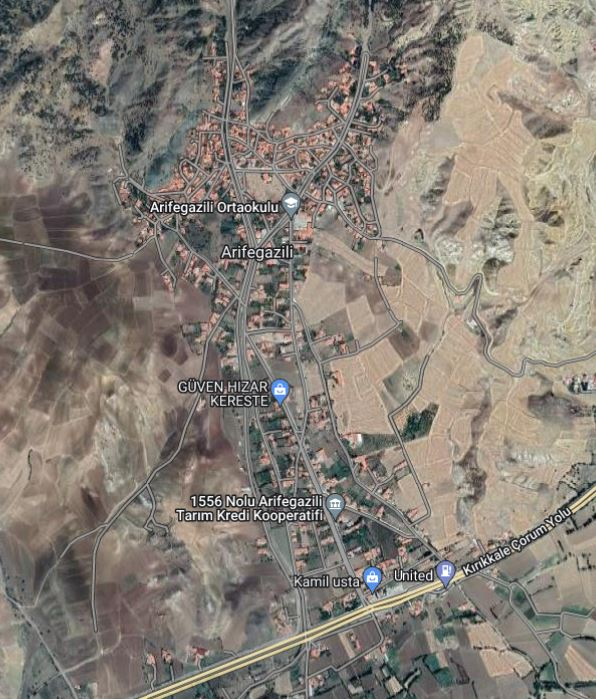 Arifegazili Ortaokulu
Arifegazili
GÜVEN HIZAR
KERESTE
1556 Nolu Arifegazili
Tarım Kredi Kooperatifi
Kırıkkale Çorum Yolu
United
Kamil usta